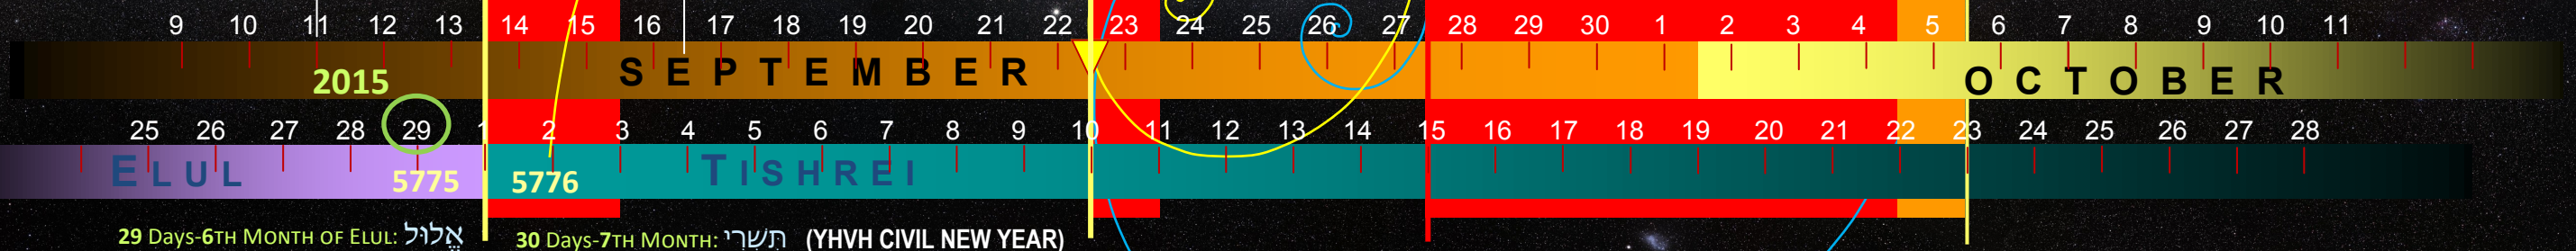 9 10 11 12 13 14 15 16 17 18 19 20 21 22 23 24 25 26 27 28 29 30 1 2 3 4 5 6 7 8 9 10 11
2015 SEPTEMBER OCTOBER
25 26 27 28 29 1 2 3 4 5 6 7 8 9 10 11 12 13 14 15 16 17 18 19 20 21 22 23 24 25 26 27 28
ELUL 5775 5776 TISHREI
29 DAYS-6TH MONTH OF ELUL: אֱלוּל 30 DAYS-7TH MONTH: תִּשְׁרֵי (YHVH CIVIL NEW YEAR)